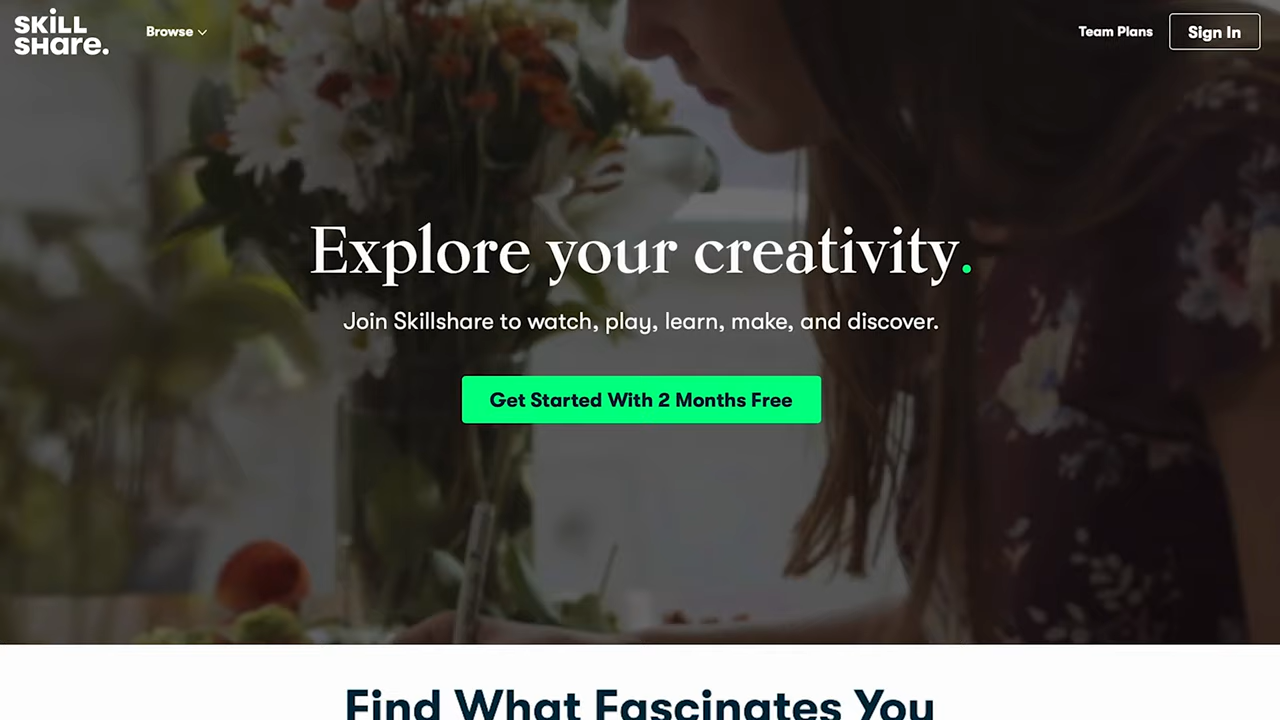 SKiLL
SHare.
Browse
Team Plans
Sign In
Explore your creativity.
Join Skillshare to watch, play, learn, make, and discover.
Get Started With 2 Months Free
Find What Fascinates You